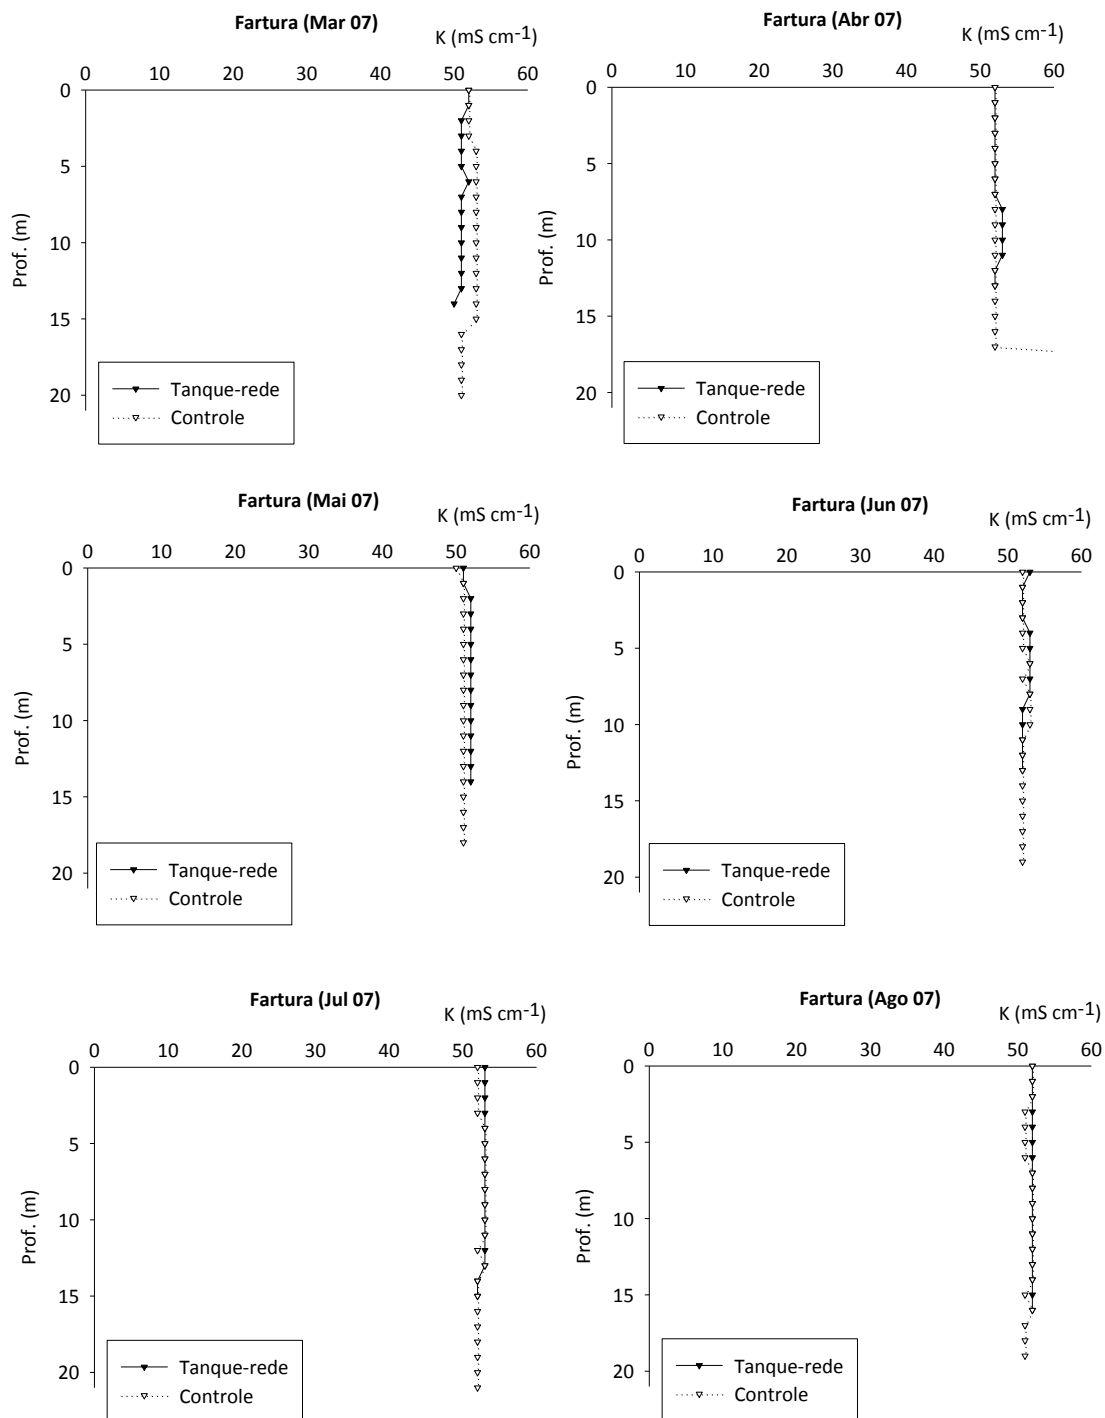 Fartura (Mar 07)
K (mS cm-1)
0 10 20 30 40 50 60
0
5
10
15
20
Prof. (m)
Tanque-rede
Controle
Fartura (Abr 07)
K (mS cm-1)
0 10 20 30 40 50 60
0
5
10
15
20
Prof. (m)
Tanque-rede
Controle
Fartura (Mai 07)
K (mS cm-1)
0 10 20 30 40 50 60
0
5
10
15
20
Prof. (m)
Tanque-rede
Controle
Fartura (Jun 07)
K (mS cm-1)
0 10 20 30 40 50 60
0
5
10
15
20
Prof. (m)
Tanque-rede
Controle
Fartura (Jul 07)
K (mS cm-1)
0 10 20 30 40 50 60
0
5
10
15
20
Prof. (m)
Tanque-rede
Controle
Fartura (Ago 07)
K (mS cm-1)
0 10 20 30 40 50 60
0
5
10
15
20
Prof. (m)
Tanque-rede
Controle